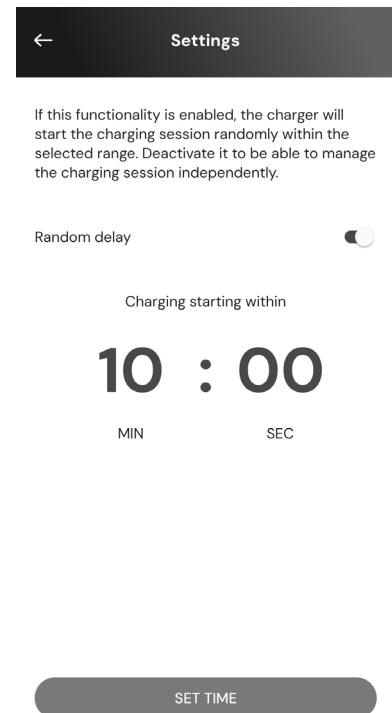 Settings
If this functionality is enabled, the charger will
start the charging session randomly within the
selected range. Deactivate it to be able to manage
the charging session independently.
Random delay
Charging starting within
10 : 00
MIN SEC
SET TIME